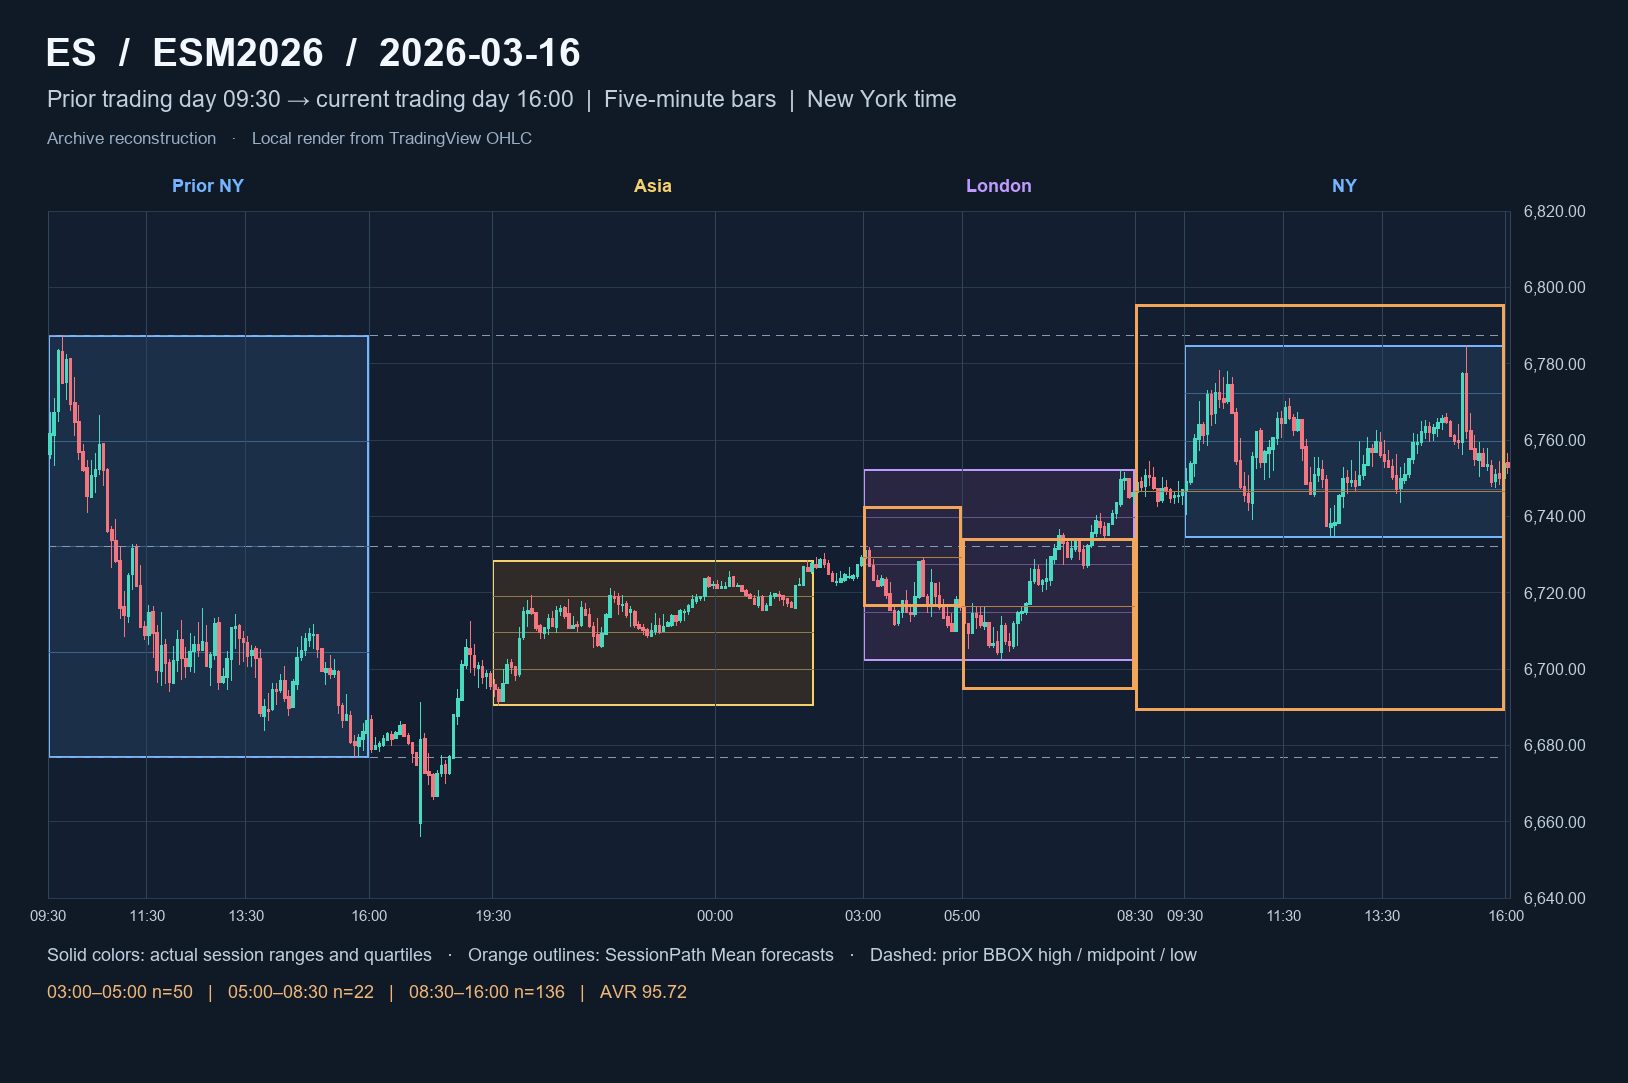 ES / ESM2026 / 2026-03-16
Prior trading day 09:30 → current trading day 16:00 | Five-minute bars | New York time
Archive reconstruction · Local render from TradingView OHLC
Prior NY Asia London NY
6,820.00
6,800.00
6,780.00
6,760.00
6,740.00
6,720.00
6,700.00
6,680.00
6,660.00
6,640.00
09:30 11:30 13:30 16:00 19:30 00:00 03:00 05:00 08:30 09:30 11:30 13:30 16:00
Solid colors: actual session ranges and quartiles · Orange outlines: SessionPath Mean forecasts · Dashed: prior BBOX high / midpoint / low
03:00–05:00 n=50 | 05:00–08:30 n=22 | 08:30–16:00 n=136 | AVR 95.72